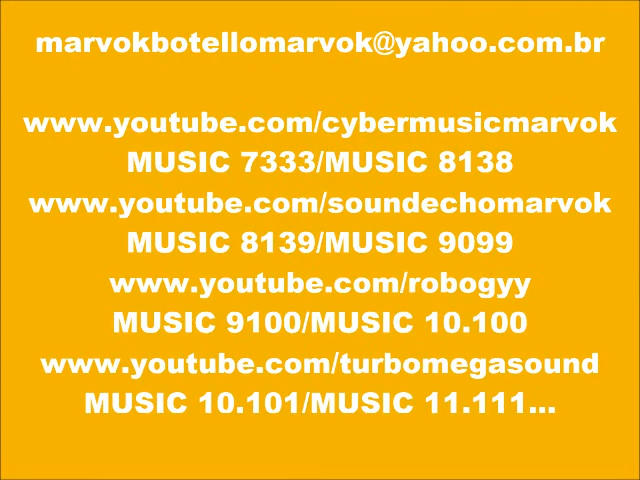 marvokbotellomarvok@yahoo.com.br
www.youtube.com/cybermusicmarvok
MUSIC 7333/MUSIC 8138
www.youtube.com/soundechomarvok
MUSIC 8139/MUSIC 9099
www.youtube.com/robogyy
MUSIC 9100/MUSIC 10.100
www.youtube.com/turbomegasound
MUSIC 10.101/MUSIC 11.111...